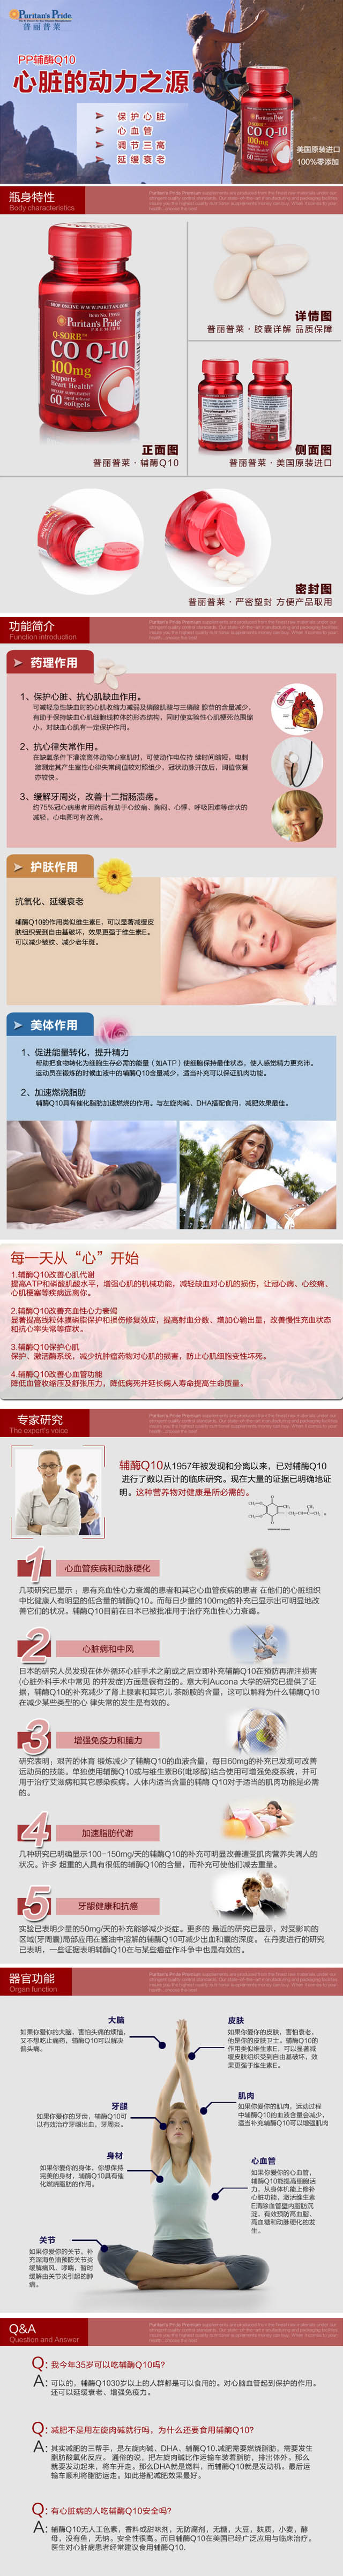 Puritan's Pride
普丽普莱
PP辅酶Q10
心脏的动力之源
保护心脏
心血管
调节三高
延缓衰老
美国原装进口
100%零添加
瓶身特性
Body characteristics
SHOP ONLINE WWW.PURITAN.COM
Puritan's Pride
PREMIUM
Q-SORB
CO Q-10
100mg
Supports
Heart Health
60
softgels
正面图
普丽普莱·辅酶Q10
详情图
普丽普莱·胶囊详解 品质保障
侧面图
普丽普莱·美国原装进口
密封图
普丽普莱·严密塑封 方便产品取用
功能简介
Function introduction
药理作用
1、保护心脏、抗心肌缺血作用。
可减轻急性缺血时的心肌收缩力减弱及磷酸肌酸与三磷酸 腺苷的含量减少，
有助于保持缺血心肌细胞线粒体的形态结构，同时使实验性心肌梗死范围缩
小，对缺血心肌有一定保护作用。
2、抗心律失常作用。
在缺氧条件下灌流离体动物心室肌时，可使动作电位持 续时间缩短，电刺
激测定其产生室性心律失常阈值较对照组少，冠状动脉开放后，阈值恢复
亦较快。
3、缓解牙周炎，改善十二指肠溃疡。
约75%冠心病患者用药后有助于心绞痛、胸闷、心悸、呼吸困难等症状的
减轻，心电图可有改善。
护肤作用
抗氧化、延缓衰老
辅酶Q10的作用类似维生素E，可以显著减缓皮
肤组织受到自由基破坏，效果更强于维生素E。
可以减少皱纹、减少老年斑。
美体作用
1、促进能量转化，提升精力
帮助把食物转化为细胞生存必需的能量（如ATP）使细胞保持最佳状态，使人感觉精力更充沛。
运动员在锻炼的时候血液中的辅酶Q10含量减少，适当补充可以保证肌肉功能。
2、加速燃烧脂肪
辅酶Q10具有催化脂肪加速燃烧的作用。与左旋肉碱、DHA搭配食用，减肥效果最佳。
每一天从“心”开始
1.辅酶Q10改善心肌代谢
提高ATP和磷酸肌酸水平，增强心肌的机械功能，减轻缺血对心肌的损伤，让冠心病、心绞痛、
心肌梗塞等疾病远离你。
2.辅酶Q10改善充血性心力衰竭
显著提高线粒体膜磷脂保护和损伤修复效应，提高射血分数、增加心输出量，改善慢性充血状态
和抗心率失常等症状。
3.辅酶Q10保护心肌
保护、激活酶系统，减少抗肿瘤药物对心肌的损害，防止心肌细胞变性坏死。
4.辅酶Q10改善心血管功能
降低血管收缩压及舒张压力，降低病死并延长病人寿命提高生命质量。
专家研究
The expert's voice
辅酶Q10从1957年被发现和分离以来，已对辅酶Q10
进行了数以百计的临床研究。现在大量的证据已明确地证
明。这种营养物对健康是所必需的。
1
心血管疾病和动脉硬化
几项研究已显示 ；患有充血性心力衰竭的患者和其它心血管疾病的患者 在他们的心脏组织
中比健康人有明显的低含量的辅酶Q10。而每日少量的100mg的补充已显示出可明显地改
善它们的状况。辅酶Q10目前在日本已被批准用于治疗充血性心力衰竭。
2
心脏病和中风
日本的研究人员发现在体外循环心脏手术之前或之后立即补充辅酶Q10在预防再灌注损害
(心脏外科手术中常见 的并发症)方面是很有益的。意大利Aucona 大学的研究已提供了证
据，辅酶Q10的补充减少了肾上腺素和其它儿 茶酚胺的含量，这可以解释为什么辅酶Q10
在减少某些类型的心 律失常的发生是有效的。
3
增强免疫力和脑力
研究表明；艰苦的体育 锻炼减少了辅酶Q10的血液含量，每日60mg的补充已发现可改善
运动员的技能。单独使用辅酶Q10或与维生素B6(吡哆醇)结合使用可增强免疫系统，并可
用于治疗艾滋病和其它感染疾病。人体内适当含量的辅酶 Q10对于适当的肌肉功能是必需
的。
4
加速脂肪代谢
几种研究已明确显示100-150mg/天的辅酶Q10的补充可明显改善遭受肌肉营养失调人的
状况。许多 超重的人具有很低的辅酶Q10的含量，而补充可使他们减去重量。
5
牙龈健康和抗癌
实验已表明少量的50mg/天的补充能够减少炎症。更多的 最近的研究已显示，对受影响的
区域(牙周囊)局部应用在酱油中溶解的辅酶Q10可减少出血和囊的深度。 在丹麦进行的研究
已表明，一些证据表明辅酶Q10在与某些癌症作斗争中也是有效的。
器官功能
Organ function
大脑
如果你爱你的大脑，害怕头痛的烦恼，
又不想吃止痛药，辅酶Q10可以解决
偏头痛。
皮肤
如果你爱你的皮肤，害怕衰老，
他是你的皮肤卫士，辅酶Q10的
作用类似维生素E，可以显著减
缓皮肤组织受到自由基破坏，效
果更强于维生素E。
牙龈
如果你爱你的牙齿，辅酶Q10可
以有效治疗牙龈出血，牙周炎。
肌肉
如果你爱你的肌肉，运动过程
中辅酶Q10的血液含量会减少，
适当补充辅酶Q10可以增强肌肉
身材
如果你爱你的身体，你想保持
完美的身材，辅酶Q10具有催
化燃烧脂肪的作用。
心血管
如果你爱你的心血管，
辅酶Q10能提高细胞活
力，从身体机能上修补
心脏功能，激活维生素
E清除血管壁内脂肪沉
淀，有效预防高血脂、
高血糖和动脉硬化的发
生。
关节
如果你爱你的关节，补
充深海鱼油预防关节炎
缓解痛风、哮喘，暂时
缓解由关节炎引起的肿
痛。
Q&A
Question and Answer
Q: 我今年35岁可以吃辅酶Q10吗?
A: 可以的，辅酶Q1030岁以上的人群都是可以食用的。对心脑血管起到保护的作用。
还可以延缓衰老、增强免疫力。
Q: 减肥不是用左旋肉碱就行吗，为什么还要食用辅酶Q10?
A: 其实减肥的三帮手，是左旋肉碱、DHA、辅酶Q10.减肥需要燃烧脂肪，需要发生
脂肪酸氧化反应。 通俗的说，把左旋肉碱比作运输车装着脂肪，排出体外。那么
就要发动起来，将车开走。那么DHA就是燃料，而辅酶Q10就是发动机。最后运
输车顺利将脂肪运走。如此搭配减肥效果最好。
Q: 有心脏病的人吃辅酶Q10安全吗?
A: 辅酶Q10无人工色素，香料或甜味剂，无防腐剂，无糖，大豆，麸质，小麦，酵
母，没有鱼，无钠。安全性很高。而且辅酶Q10在美国已经广泛应用与临床治疗。
医生对心脏病患者经常建议食用辅酶Q10.